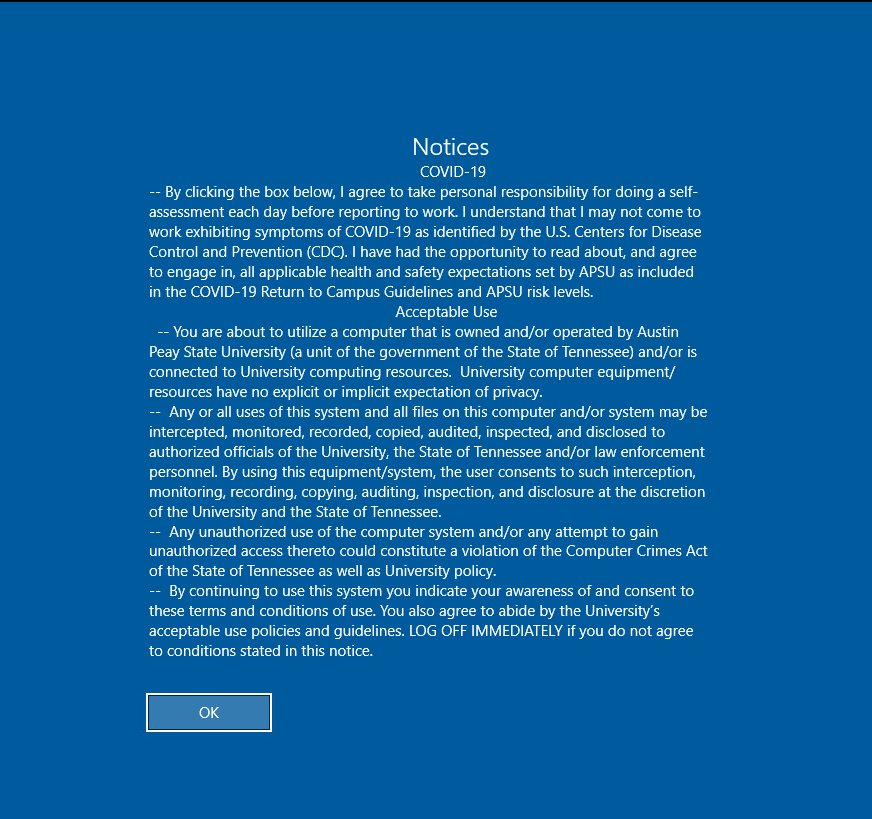 Notices
COVID-19
-- By clicking the box below, I agree to take personal responsibility for doing a self-
assessment each day before reporting to work. I understand that I may not come to
work exhibiting symptoms of COVID-19 as identified by the U.S. Centers for Disease
Control and Prevention (CDC). I have had the opportunity to read about, and agree
to engage in, all applicable health and safety expectations set by APSU as included
in the COVID-19 Return to Campus Guidelines and APSU risk levels.
Acceptable Use
-- You are about to utilize a computer that is owned and/or operated by Austin
Peay State University (a unit of the government of the State of Tennessee) and/or is
connected to University computing resources.  University computer equipment/
resources have no explicit or implicit expectation of privacy.
--  Any or all uses of this system and all files on this computer and/or system may be
intercepted, monitored, recorded, copied, audited, inspected, and disclosed to
authorized officials of the University, the State of Tennessee and/or law enforcement
personnel. By using this equipment/system, the user consents to such interception,
monitoring, recording, copying, auditing, inspection, and disclosure at the discretion
of the University and the State of Tennessee.
--  Any unauthorized use of the computer system and/or any attempt to gain
unauthorized access thereto could constitute a violation of the Computer Crimes Act
of the State of Tennessee as well as University policy.
--  By continuing to use this system you indicate your awareness of and consent to
these terms and conditions of use. You also agree to abide by the University’s
acceptable use policies and guidelines. LOG OFF IMMEDIATELY if you do not agree
to conditions stated in this notice.
OK